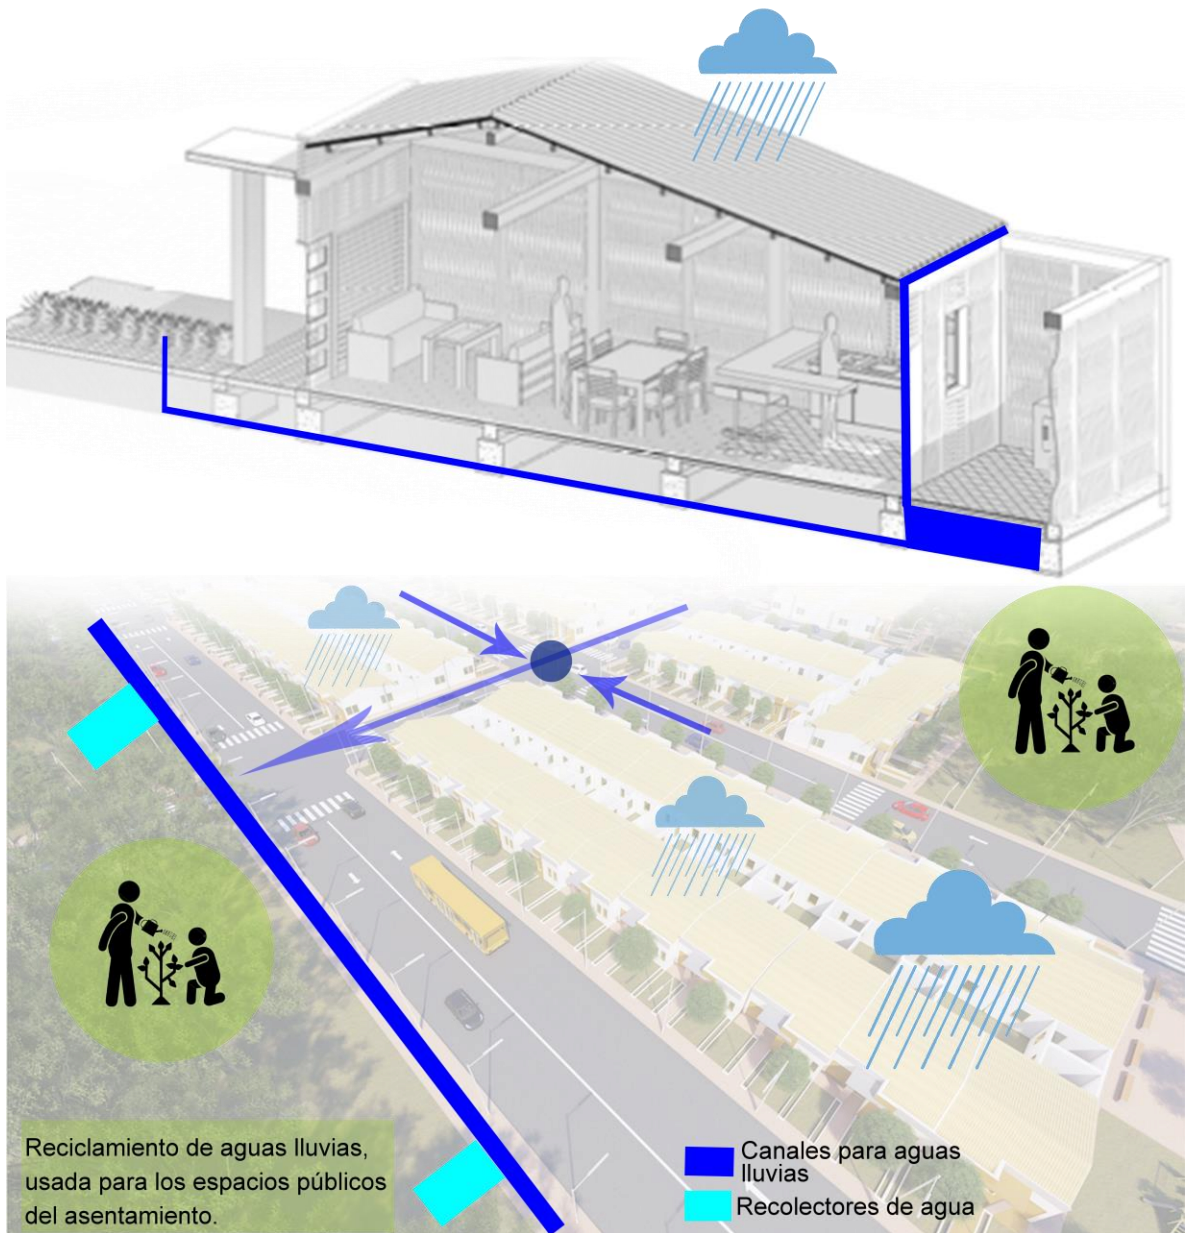 Reciclamiento de aguas lluvias,
usada para los espacios públicos
del asentamiento.
Canales para aguas
lluvias
Recolectores de agua